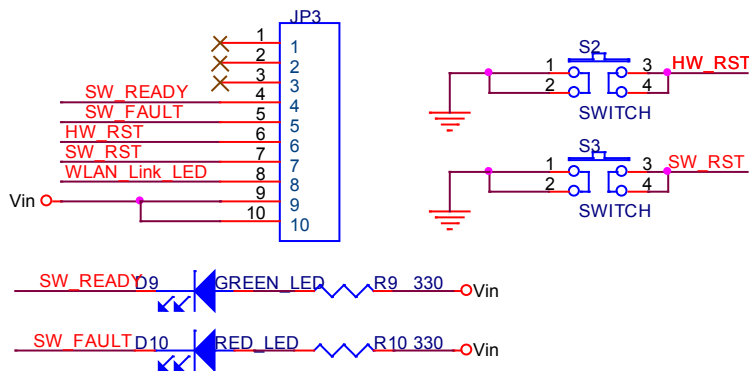 JP3
1 1
2 2
3 3
SW_READY 4 4
SW_FAULT 5 5
HW_RST 6 6
SW_RST 7 7
WLAN_Link_LED 8 8
Vin 9 9
10 10
S2
1 3 HW_RST
2 4
SWITCH
S3
1 3 SW_RST
2 4
SWITCH
SW_READY D9 GREEN_LED R9 330 Vin
SW_FAULT D10 RED_LED R10 330 Vin